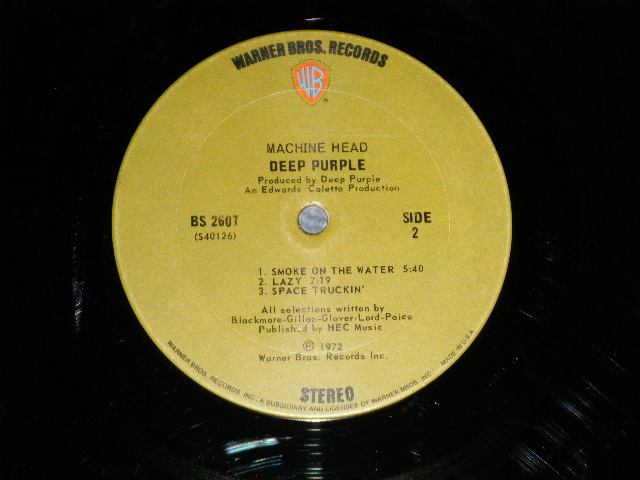 WARNER BROS. RECORDS
WB
®
MACHINE HEAD
DEEP PURPLE
Produced by Deep Purple
An Edwards/Coletta Production
BS 2607
(S40126)
SIDE
2
1. SMOKE ON THE WATER 5:40
2. LAZY 7:19
3. SPACE TRUCKIN'
All selections written by
Blackmore-Gillan-Glover-Lord-Paice
Published by HEC Music
℗ 1972
Warner Bros. Records Inc.
STEREO
WARNER BROS. RECORDS INC., A SUBSIDIARY AND LICENSEE OF WARNER BROS. INC. MADE IN U.S.A.